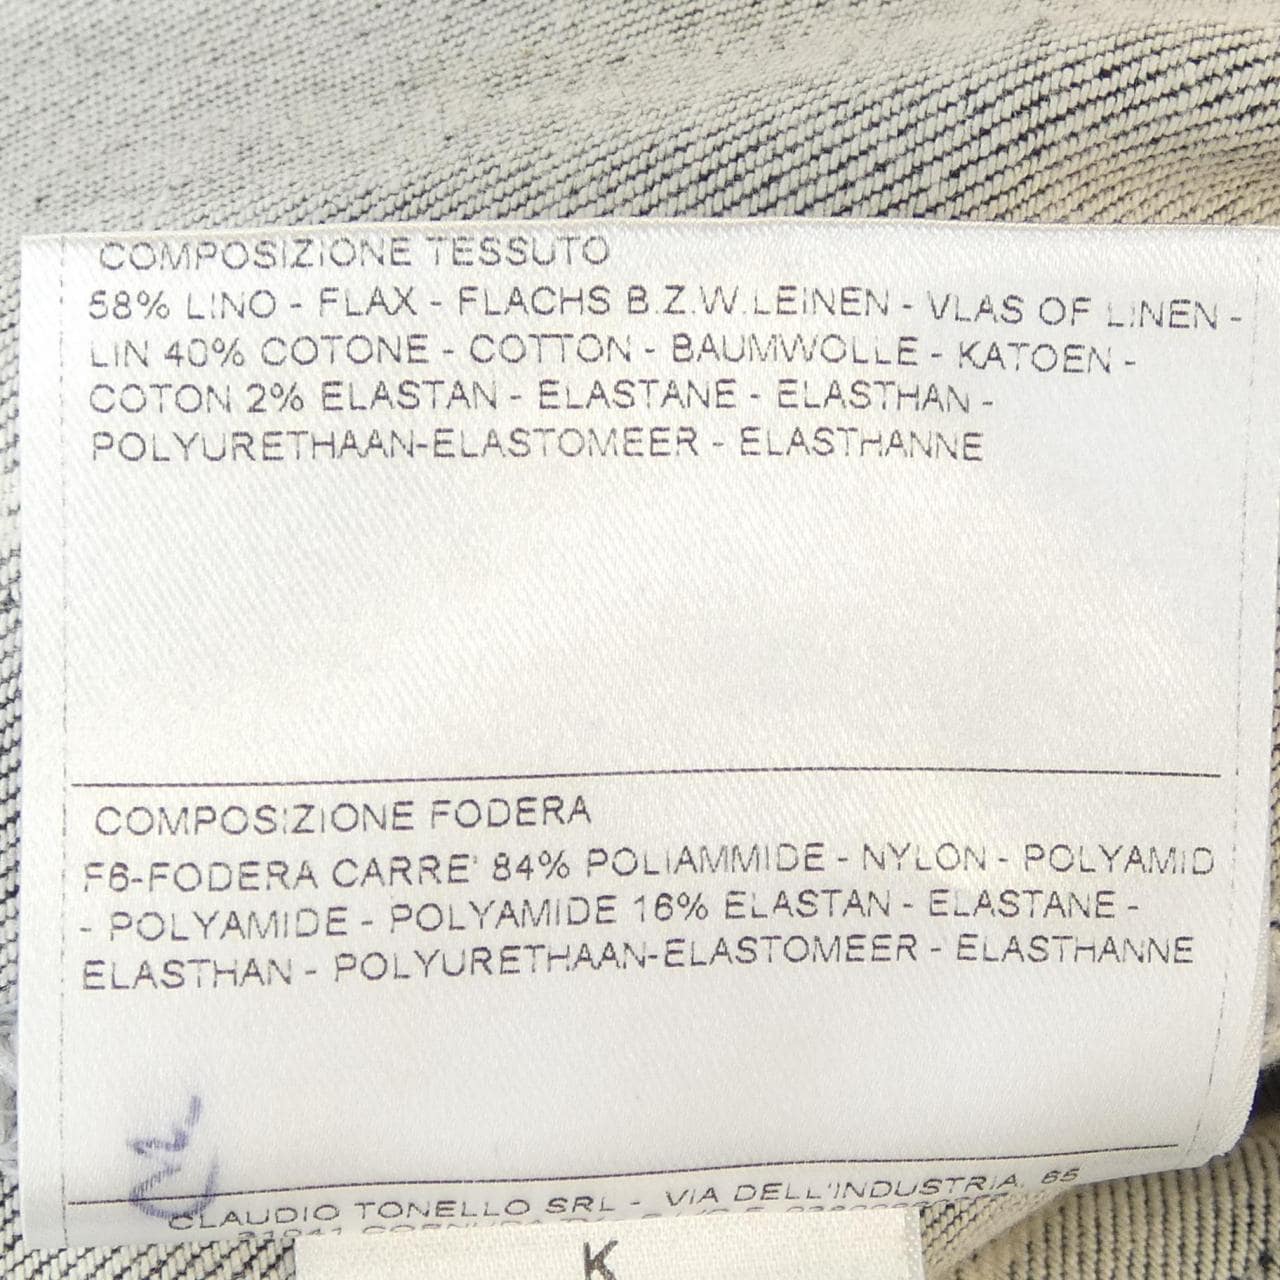 COMPOSIZIONE TESSUTO
58% LINO - FLAX - FLACHS B.Z.W.LEINEN - VLAS OF LINEN -
LIN 40% COTONE - COTTON - BAUMWOLLE - KATOEN -
COTON 2% ELASTAN - ELASTANE - ELASTHAN -
POLYURETHAAN-ELASTOMEER - ELASTHANNE
COMPOSIZIONE FODERA
F6-FODERA CARRE' 84% POLIAMMIDE - NYLON - POLYAMID
- POLYAMIDE - POLYAMIDE 16% ELASTAN - ELASTANE -
ELASTHAN - POLYURETHAAN-ELASTOMEER - ELASTHANNE
CLAUDIO TONELLO SRL - VIA DELL'INDUSTRIA, 65
K